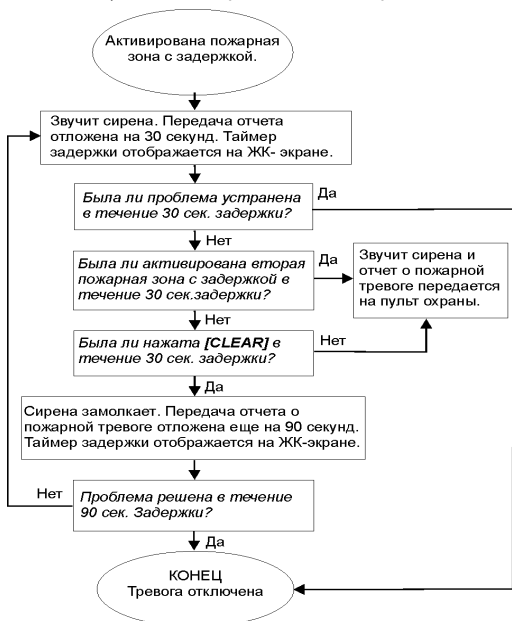 Активирована пожарная
зона с задержкой.
Звучит сирена. Передача отчета
отложена на 30 секунд. Таймер
задержки отображается на ЖК- экране.
Была ли проблема устранена
в течение 30 сек. задержки?
Да
Нет
Была ли активирована вторая
пожарная зона с задержкой в
течение 30 сек.задержки?
Да
Звучит сирена и
отчет о пожарной
тревоге передается
на пульт охраны.
Нет
Была ли нажата [CLEAR] в
течение 30 сек. задержки?
Нет
Да
Сирена замолкает. Передача отчета о
пожарной тревоге отложена еще на 90 секунд.
Таймер задержки отображается на ЖК-экране.
Нет
Проблема решена в течение
90 сек. Задержки?
Да
КОНЕЦ
Тревога отключена